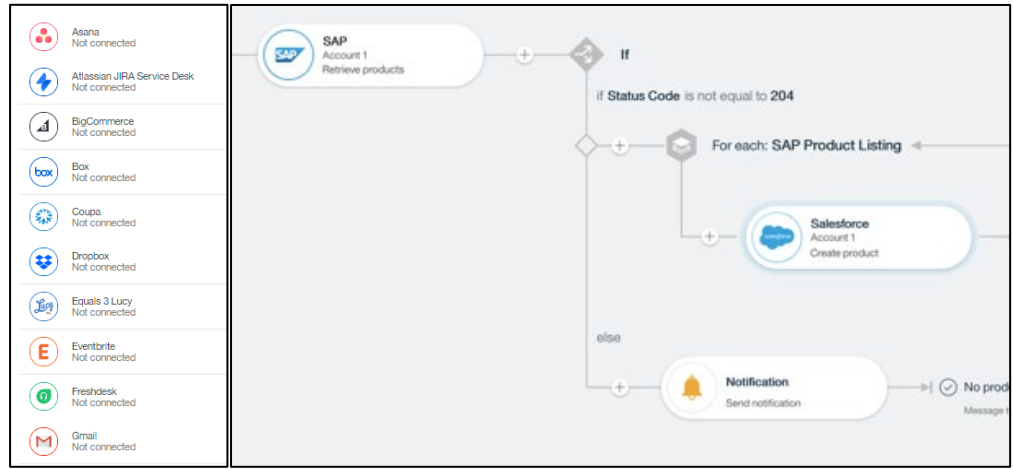 Asana
Not connected
Atlassian JIRA Service Desk
Not connected
BigCommerce
Not connected
box
Box
Not connected
Coupa
Not connected
Dropbox
Not connected
Lucy
Equals 3 Lucy
Not connected
E
Eventbrite
Not connected
Freshdesk
Not connected
M
Gmail
Not connected
SAP
SAP
Account 1
Retrieve products
If
if Status Code is not equal to 204
For each: SAP Product Listing
salesforce
Salesforce
Account 1
Create product
else
Notification
Send notification
No prod
Message t